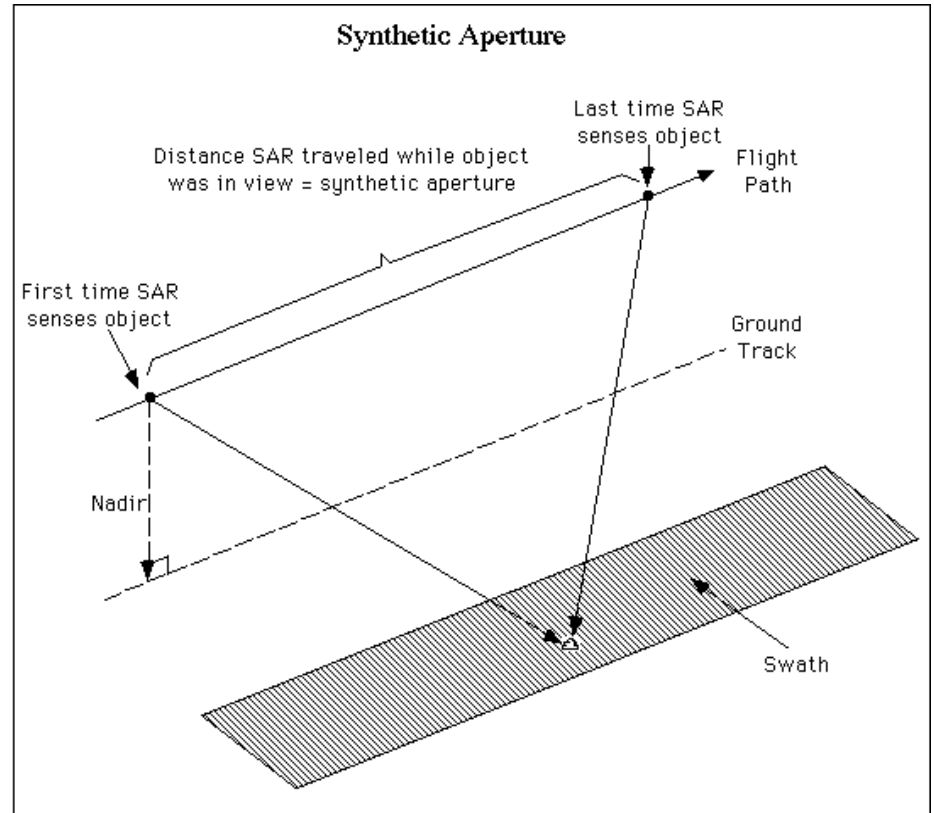 Synthetic Aperture
Last time SAR
senses object
Distance SAR traveled while object
was in view = synthetic aperture
Flight
Path
First time SAR
senses object
Ground
Track
Nadir
Swath